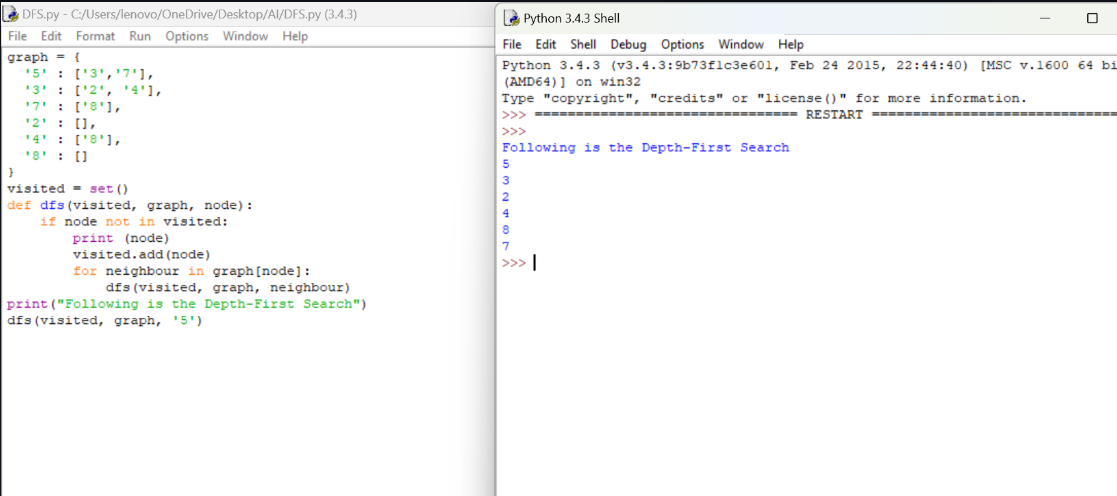 DFS.py - C:/Users/lenovo/OneDrive/Desktop/AI/DFS.py (3.4.3)
File Edit Format Run Options Window Help
graph = {
  '5' : ['3','7'],
  '3' : ['2', '4'],
  '7' : ['8'],
  '2' : [],
  '4' : ['8'],
  '8' : []
}
visited = set()
def dfs(visited, graph, node):
    if node not in visited:
        print (node)
        visited.add(node)
        for neighbour in graph[node]:
            dfs(visited, graph, neighbour)
print("Following is the Depth-First Search")
dfs(visited, graph, '5')
Python 3.4.3 Shell
File Edit Shell Debug Options Window Help
Python 3.4.3 (v3.4.3:9b73f1c3e601, Feb 24 2015, 22:44:40) [MSC v.1600 64 bi
(AMD64)] on win32
Type "copyright", "credits" or "license()" for more information.
>>> ================================ RESTART ==============================
>>>
Following is the Depth-First Search
5
3
2
4
8
7
>>>